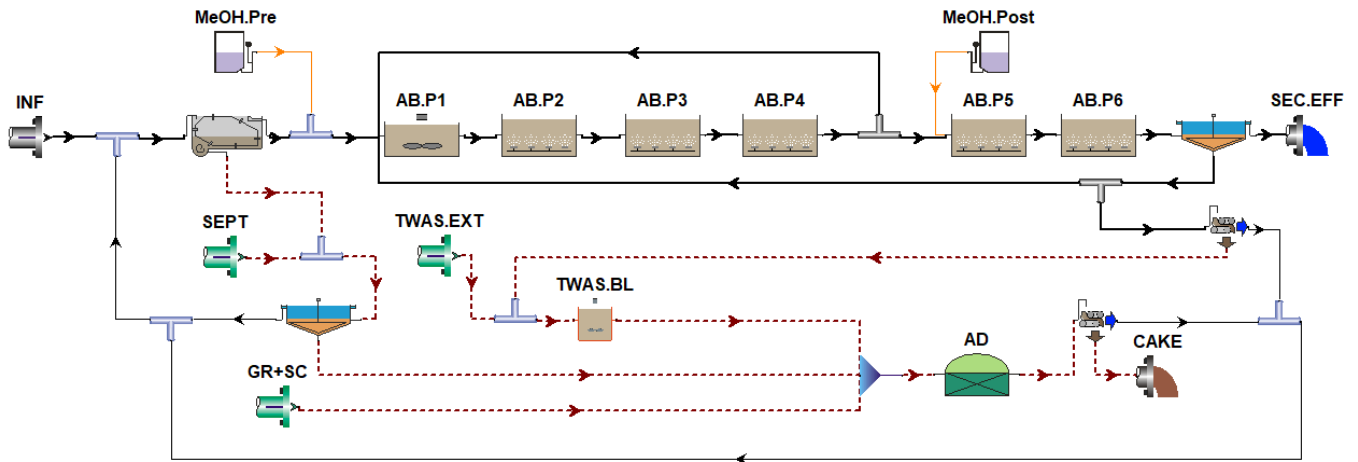 MeOH.Pre
MeOH.Post
INF
AB.P1
AB.P2
AB.P3
AB.P4
AB.P5
AB.P6
SEC.EFF
SEPT
TWAS.EXT
TWAS.BL
AD
CAKE
GR+SC